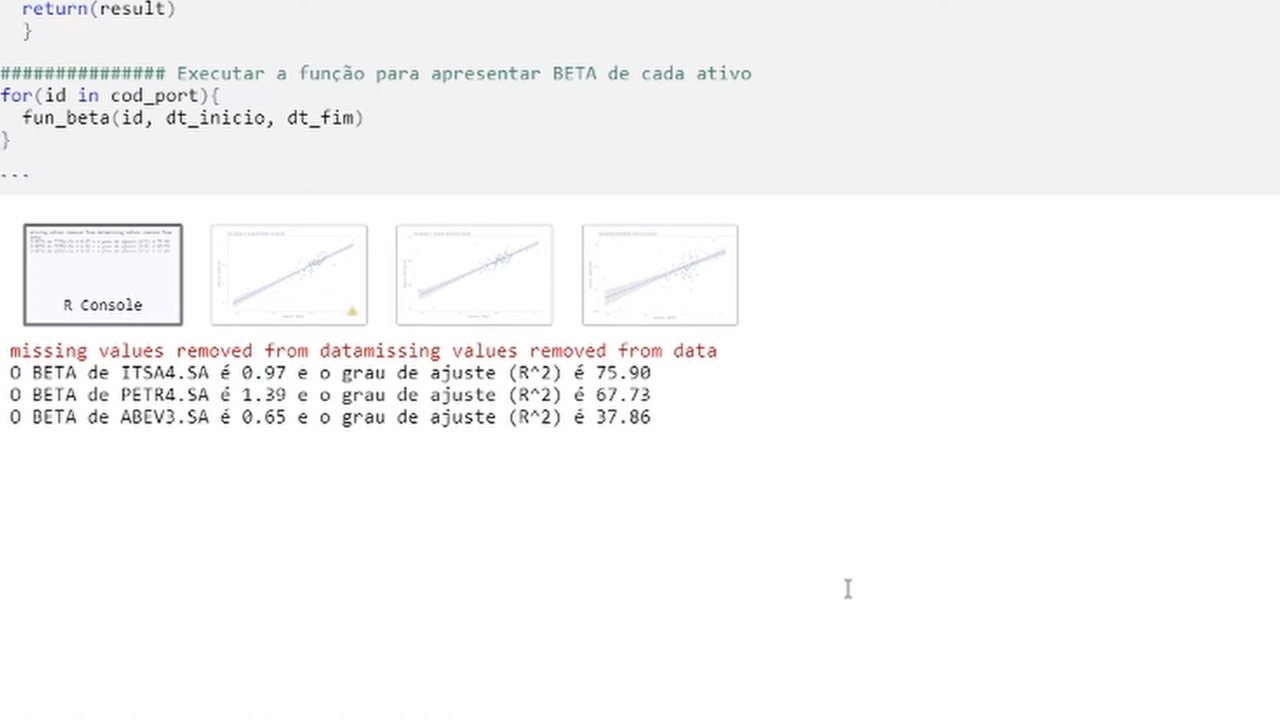 return(result)
}
############### Executar a função para apresentar BETA de cada ativo
for(id in cod_port){
fun_beta(id, dt_inicio, dt_fim)
}
---
R Console
missing values removed from datamissing values removed from data
O BETA de ITSA4.SA é 0.97 e o grau de ajuste (R^2) é 75.90
O BETA de PETR4.SA é 1.39 e o grau de ajuste (R^2) é 67.73
O BETA de ABEV3.SA é 0.65 e o grau de ajuste (R^2) é 37.86